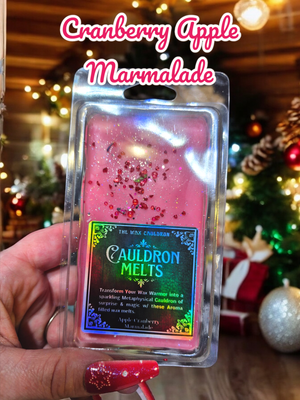 Cranberry Apple
Marmalade
THE WAX CAULDRON
CAULDRON
MELTS
Transform Your Wax Warmer into a
sparkling Metaphysical Cauldron of
surprise & magic w/ these Aroma
filled wax melts.
Apple Cranberry
Marmalade